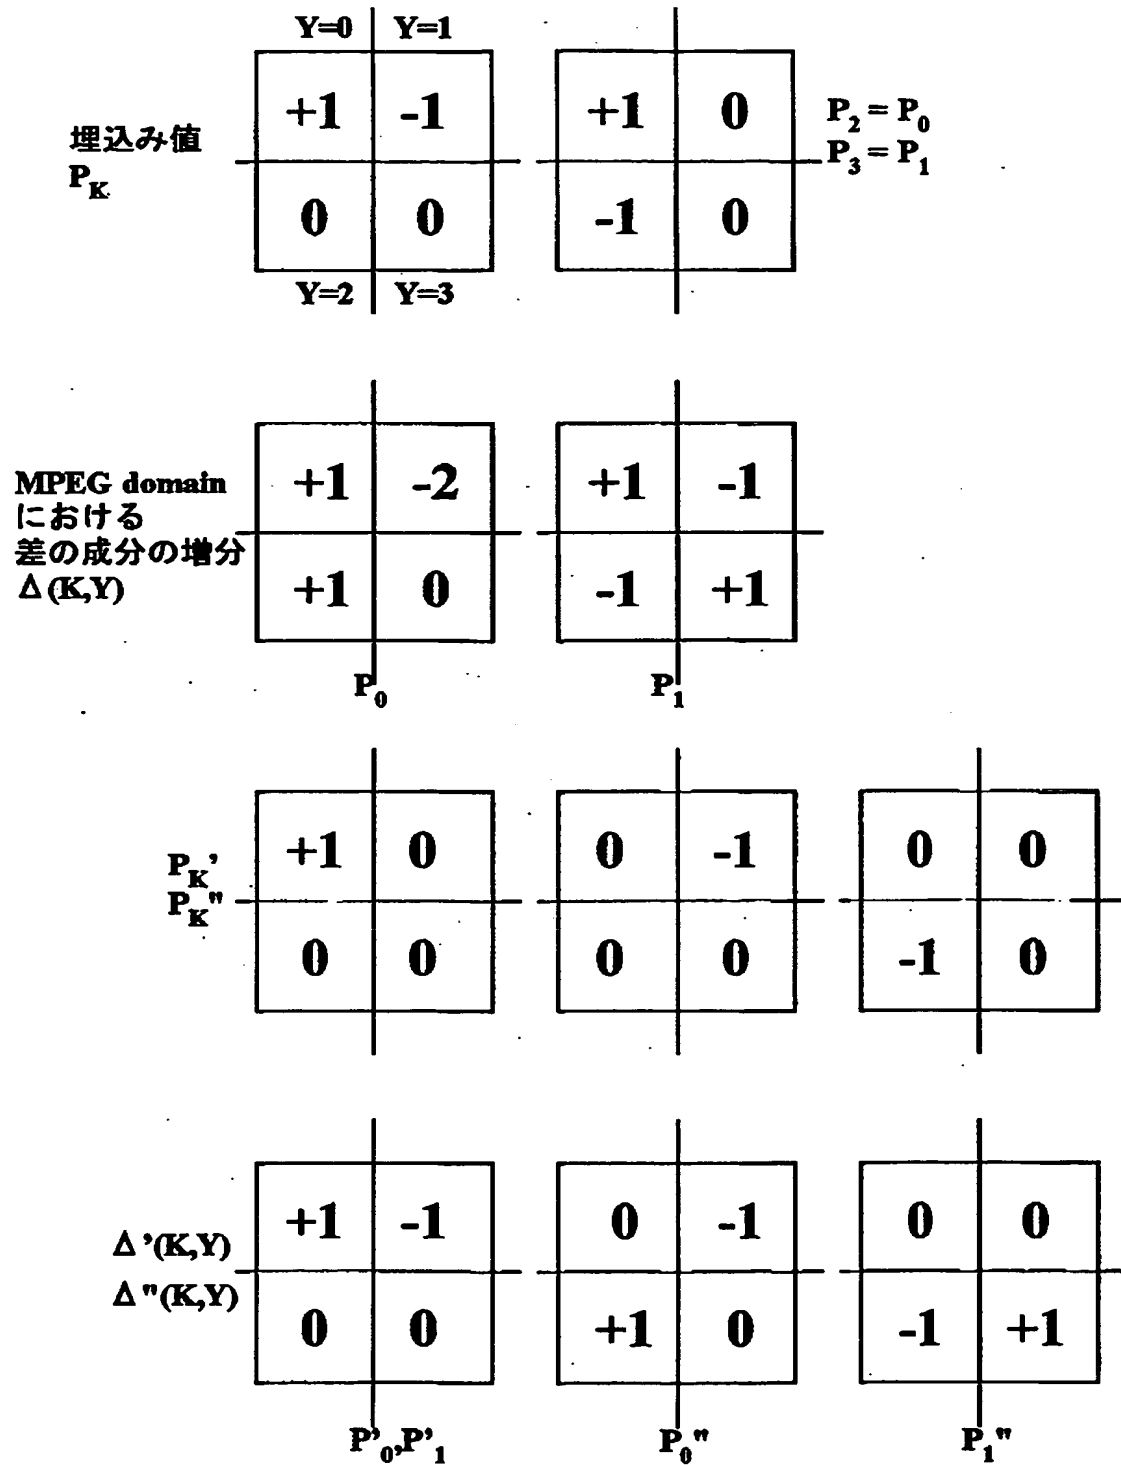 Y=0 Y=1
+1 -1
0 0
Y=2 Y=3
埋込み値
P_K
+1 0
-1 0
P_2 = P_0
P_3 = P_1
MPEG domain
における
差の成分の増分
Δ(K,Y)
+1 -2
+1 0
P_0
+1 -1
-1 +1
P_1
P_K'
P_K"
+1 0
0 0
0 -1
0 0
0 0
-1 0
Δ'(K,Y)
Δ"(K,Y)
+1 -1
0 0
P'_0,P'_1
0 -1
+1 0
P_0"
0 0
-1 +1
P_1"